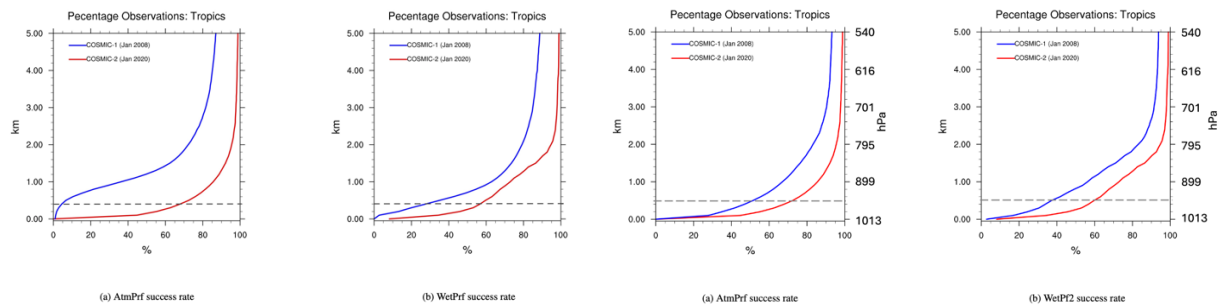 Pecentage Observations: Tropics
5.00
4.00
3.00
2.00
1.00
0.00
km
COSMIC-1 (Jan 2008)
COSMIC-2 (Jan 2020)
0 20 40 60 80 100
%
(a) AtmPrf success rate
Pecentage Observations: Tropics
5.00
4.00
3.00
2.00
1.00
0.00
km
COSMIC-1 (Jan 2008)
COSMIC-2 (Jan 2020)
0 20 40 60 80 100
%
(b) WetPrf success rate
Pecentage Observations: Tropics
5.00
4.00
3.00
2.00
1.00
0.00
km
COSMIC-1 (Jan 2008)
COSMIC-2 (Jan 2020)
540
616
701
795
899
1013
hPa
0 20 40 60 80 100
%
(a) AtmPrf success rate
Pecentage Observations: Tropics
5.00
4.00
3.00
2.00
1.00
0.00
km
COSMIC-1 (Jan 2008)
COSMIC-2 (Jan 2020)
540
616
701
795
899
1013
hPa
0 20 40 60 80 100
%
(b) WetPf2 success rate